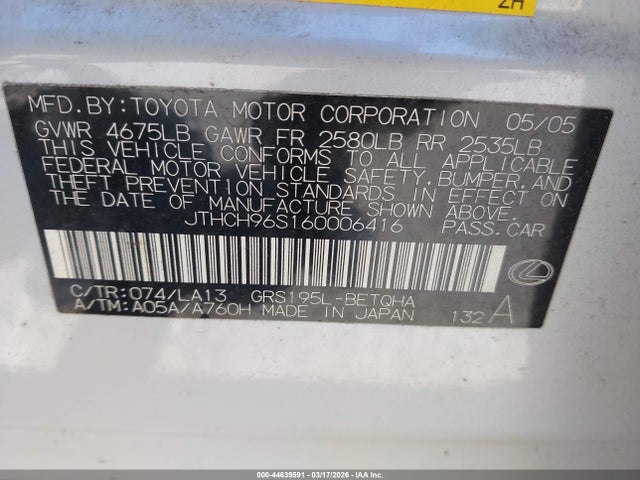 2H
MFD.BY:TOYOTA MOTOR CORPORATION 05/05
GVWR 4675LB GAWR FR 2580LB RR 2535LB
THIS VEHICLE CONFORMS TO ALL APPLICABLE
FEDERAL MOTOR VEHICLE SAFETY,BUMPER,AND
THEFT PREVENTION STANDARDS IN EFFECT ON
THE DATE OF MANUFACTURE SHOWN ABOVE.
JTHCH96S160006416 PASS.CAR
C/TR:074/LA13 GRS195L-BETQHA
A/TM:A05A/A760H MADE IN JAPAN 132 A
000-44639591 - 03/17/2026 - IAA Inc.